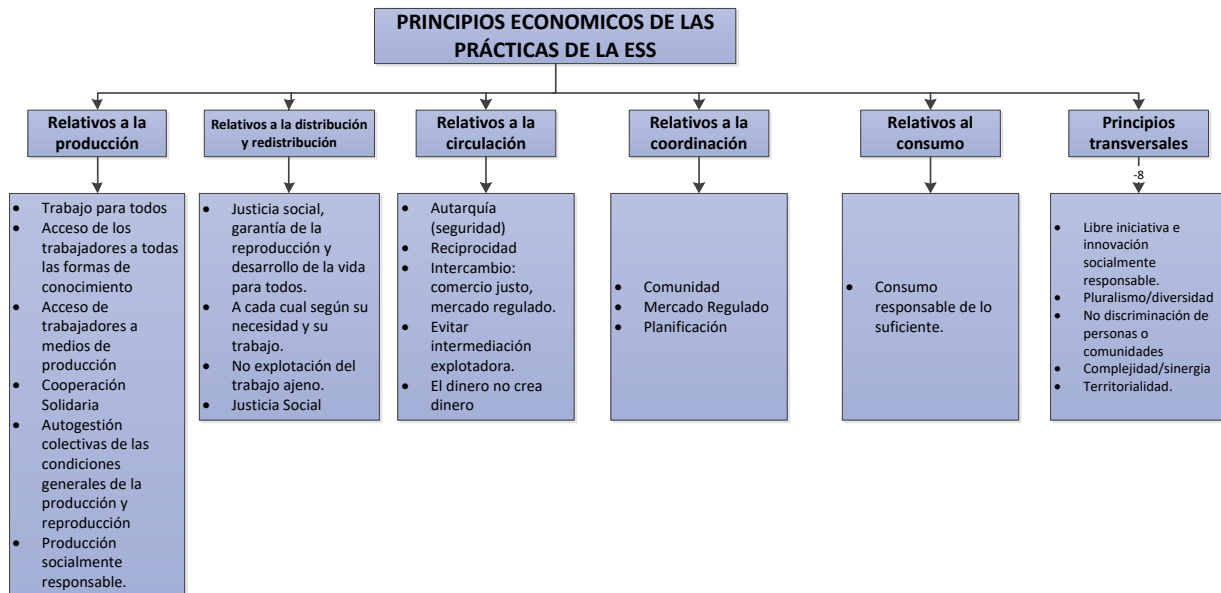 PRINCIPIOS ECONOMICOS DE LAS
PRÁCTICAS DE LA ESS
Relativos a la
producción
• Trabajo para todos
• Acceso de los
trabajadores a todas
las formas de
conocimiento
• Acceso de
trabajadores a
medios de
producción
• Cooperación
Solidaria
• Autogestión
colectivas de las
condiciones
generales de la
producción y
reproducción
• Producción
socialmente
responsable.
Relativos a la distribución
y redistribución
• Justicia social,
garantía de la
reproducción y
desarrollo de la vida
para todos.
• A cada cual según su
necesidad y su
trabajo.
• No explotación del
trabajo ajeno.
• Justicia Social
Relativos a la
circulación
• Autarquía
(seguridad)
• Reciprocidad
• Intercambio:
comercio justo,
mercado regulado.
• Evitar
intermediación
explotadora.
• El dinero no crea
dinero
Relativos a la
coordinación
• Comunidad
• Mercado Regulado
• Planificación
Relativos al
consumo
• Consumo
responsable de lo
suficiente.
Principios
transversales
-8
• Libre iniciativa e
innovación
socialmente
responsable.
• Pluralismo/diversidad
• No discriminación de
personas o
comunidades
• Complejidad/sinergia
• Territorialidad.